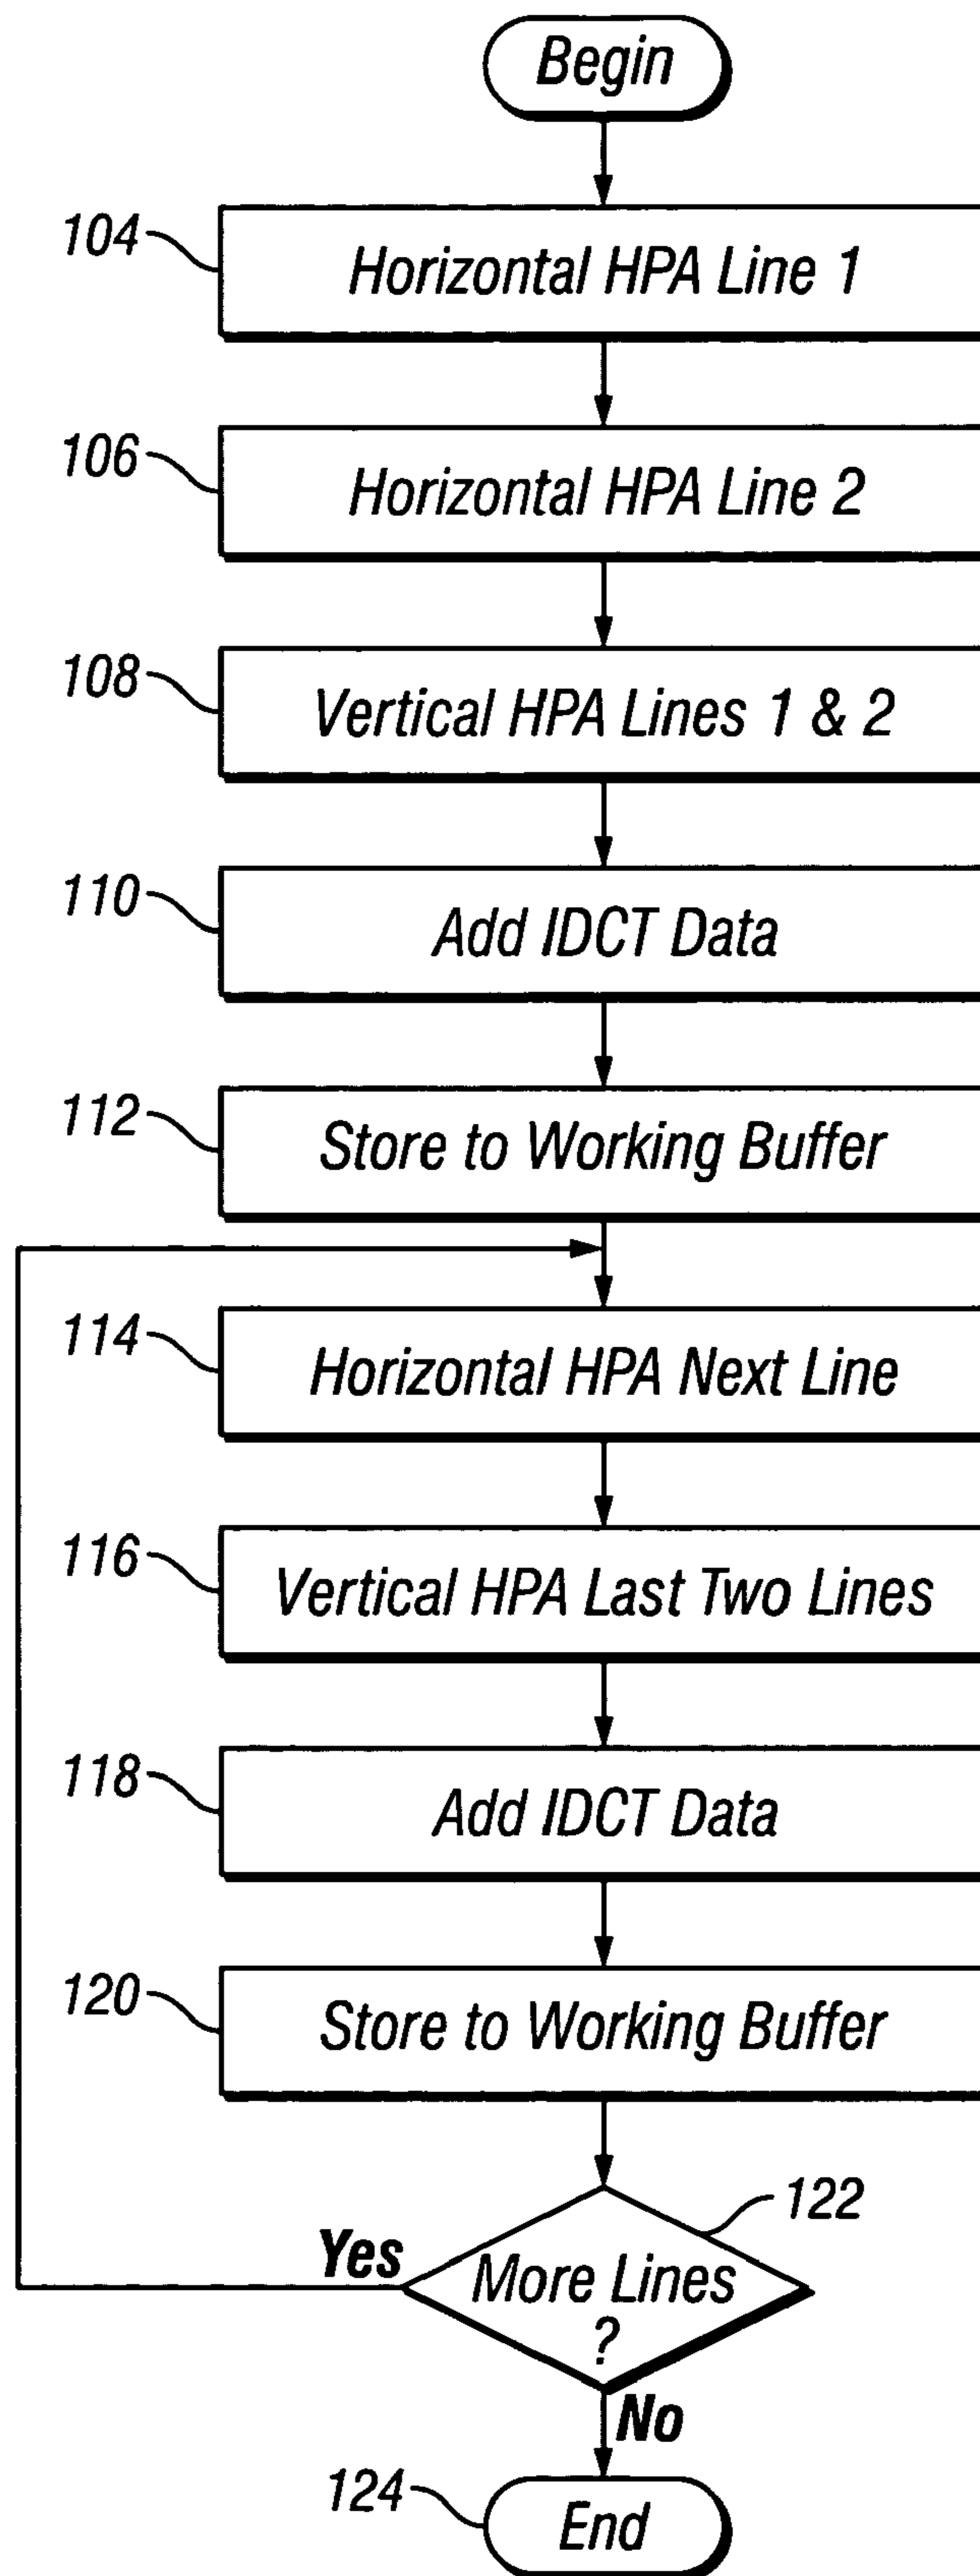 Begin
104
Horizontal HPA Line 1
106
Horizontal HPA Line 2
108
Vertical HPA Lines 1 & 2
110
Add IDCT Data
112
Store to Working Buffer
114
Horizontal HPA Next Line
116
Vertical HPA Last Two Lines
118
Add IDCT Data
120
Store to Working Buffer
122
Yes
More Lines
?
No
124
End